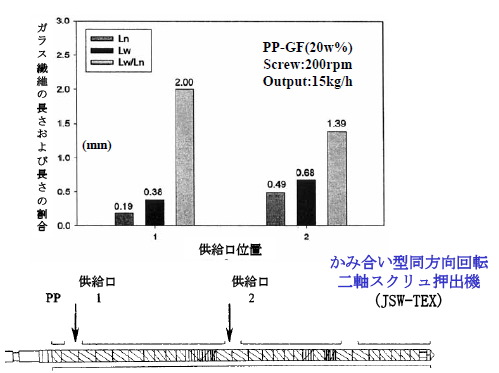 ガラス繊維の長さおよび長さの割合
3.0
2.5
2.0
1.5
1.0
0.5
0.0
Ln
Lw
Lw/Ln
(mm)
PP-GF(20w%)
Screw:200rpm
Output:15kg/h
0.19
0.38
2.00
0.49
0.68
1.39
1
2
供給口位置
かみ合い型同方向回転
二軸スクリュ押出機
(JSW-TEX)
PP
供給口
1
供給口
2